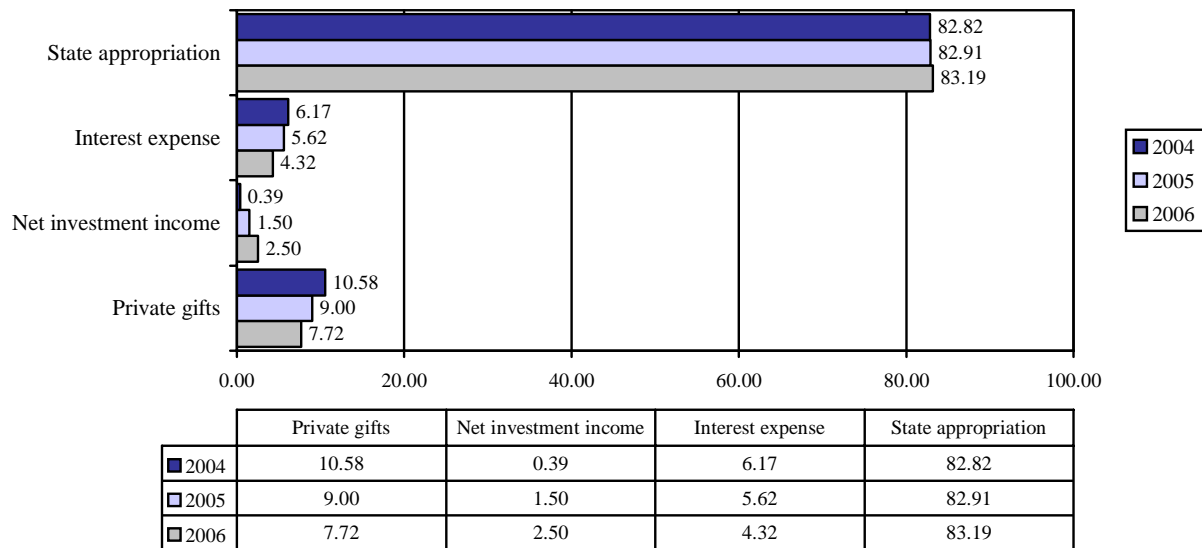 State appropriation
82.82
82.91
83.19
Interest expense
6.17
5.62
4.32
Net investment income
0.39
1.50
2.50
Private gifts
10.58
9.00
7.72
2004
2005
2006
0.00 20.00 40.00 60.00 80.00 100.00
Private gifts Net investment income Interest expense State appropriation
2004 10.58 0.39 6.17 82.82
2005 9.00 1.50 5.62 82.91
2006 7.72 2.50 4.32 83.19